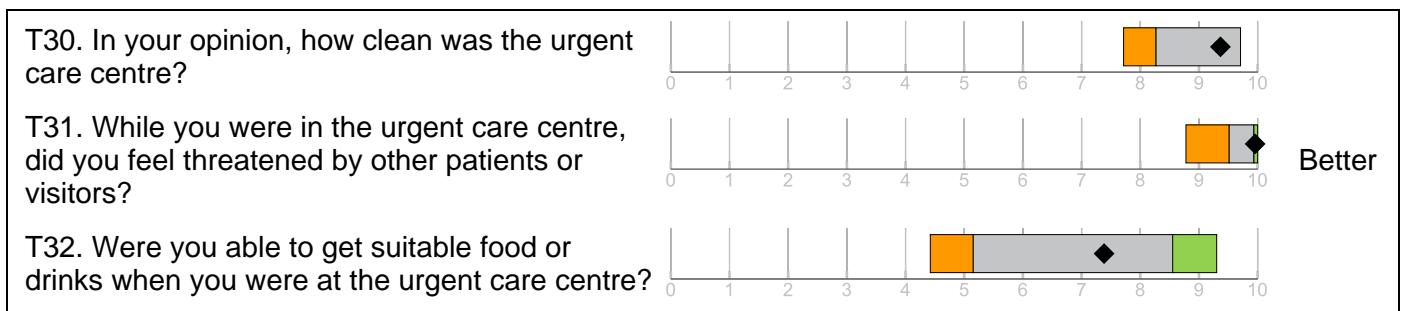 T30. In your opinion, how clean was the urgent
care centre?
0 1 2 3 4 5 6 7 8 9 10
T31. While you were in the urgent care centre,
did you feel threatened by other patients or
visitors?
0 1 2 3 4 5 6 7 8 9 10
Better
T32. Were you able to get suitable food or
drinks when you were at the urgent care centre?
0 1 2 3 4 5 6 7 8 9 10